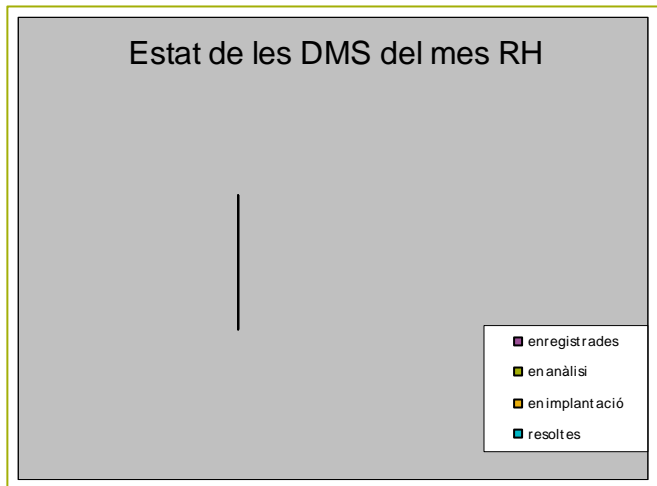 Estat de les DMS del mes RH
enregistrades
en anàlisi
en implantació
resoltes